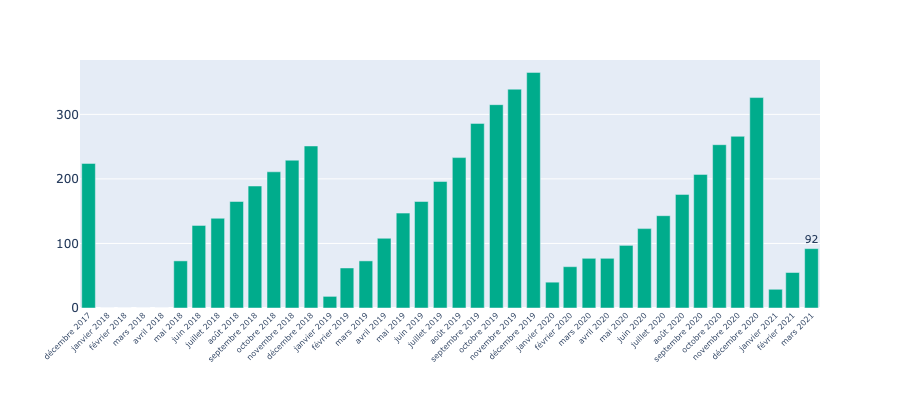 300
200
100
0
92
décembre 2017
janvier 2018
février 2018
mars 2018
avril 2018
mai 2018
juin 2018
juillet 2018
août 2018
septembre 2018
octobre 2018
novembre 2018
décembre 2018
janvier 2019
février 2019
mars 2019
avril 2019
mai 2019
juin 2019
juillet 2019
août 2019
septembre 2019
octobre 2019
novembre 2019
décembre 2019
janvier 2020
février 2020
mars 2020
avril 2020
mai 2020
juin 2020
juillet 2020
août 2020
septembre 2020
octobre 2020
novembre 2020
décembre 2020
janvier 2021
février 2021
mars 2021